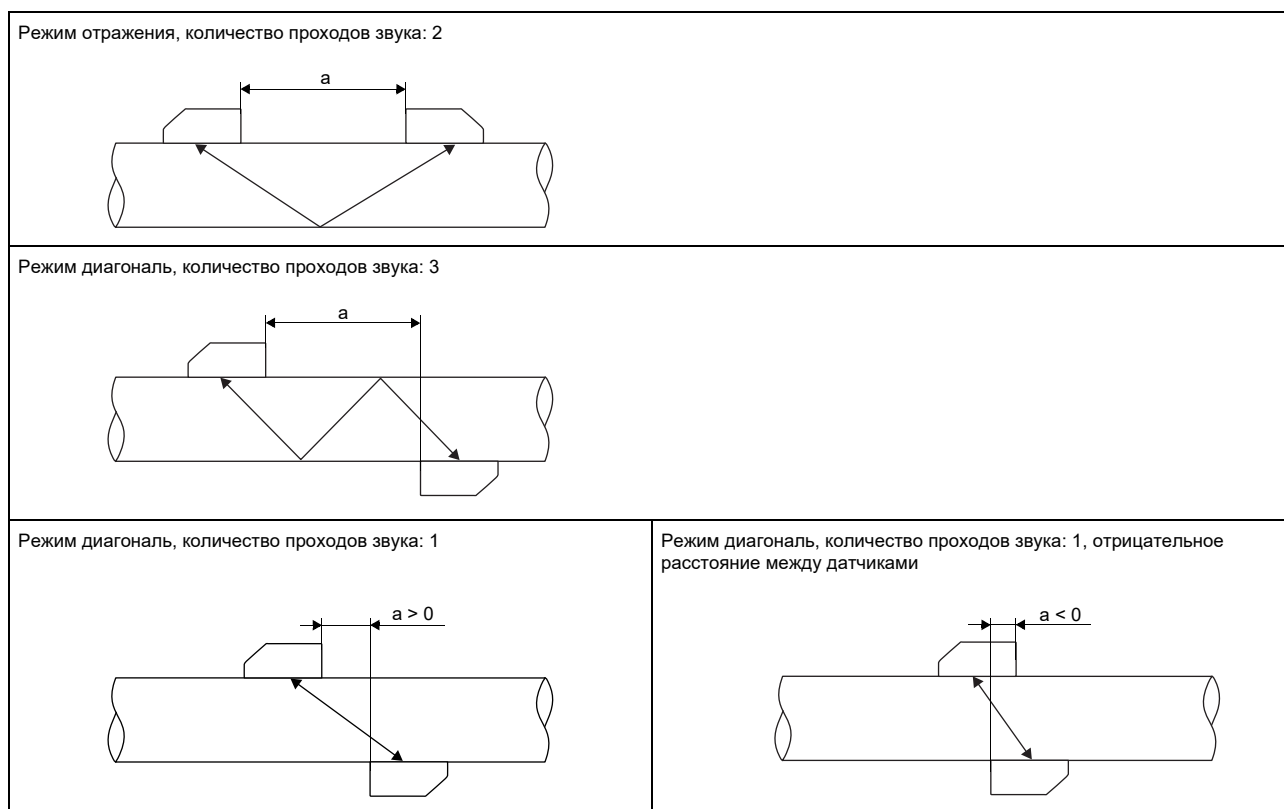 Режим отражения, количество проходов звука: 2
a
Режим диагональ, количество проходов звука: 3
a
Режим диагональ, количество проходов звука: 1
a > 0
Режим диагональ, количество проходов звука: 1, отрицательное
расстояние между датчиками
a < 0